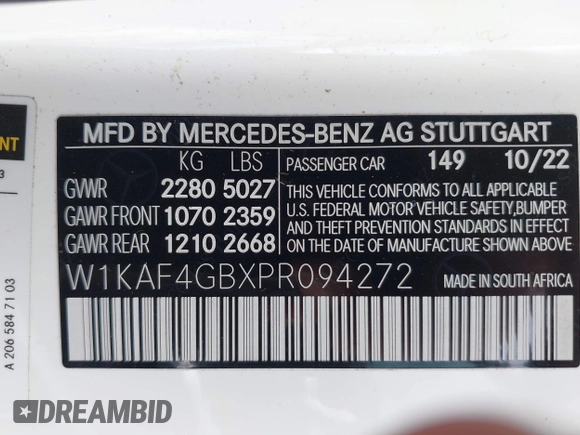 MFD BY MERCEDES-BENZ AG STUTTGART
KG LBS PASSENGER CAR 149 10/22
GVWR 2280 5027
GAWR FRONT 1070 2359
GAWR REAR 1210 2668
THIS VEHICLE CONFORMS TO ALL APPLICABLE
U.S. FEDERAL MOTOR VEHICLE SAFETY,BUMPER
AND THEFT PREVENTION STANDARDS IN EFFECT
ON THE DATE OF MANUFACTURE SHOWN ABOVE
W1KAF4GBXPR094272 MADE IN SOUTH AFRICA
A 206 584 71 03
DREAMBID